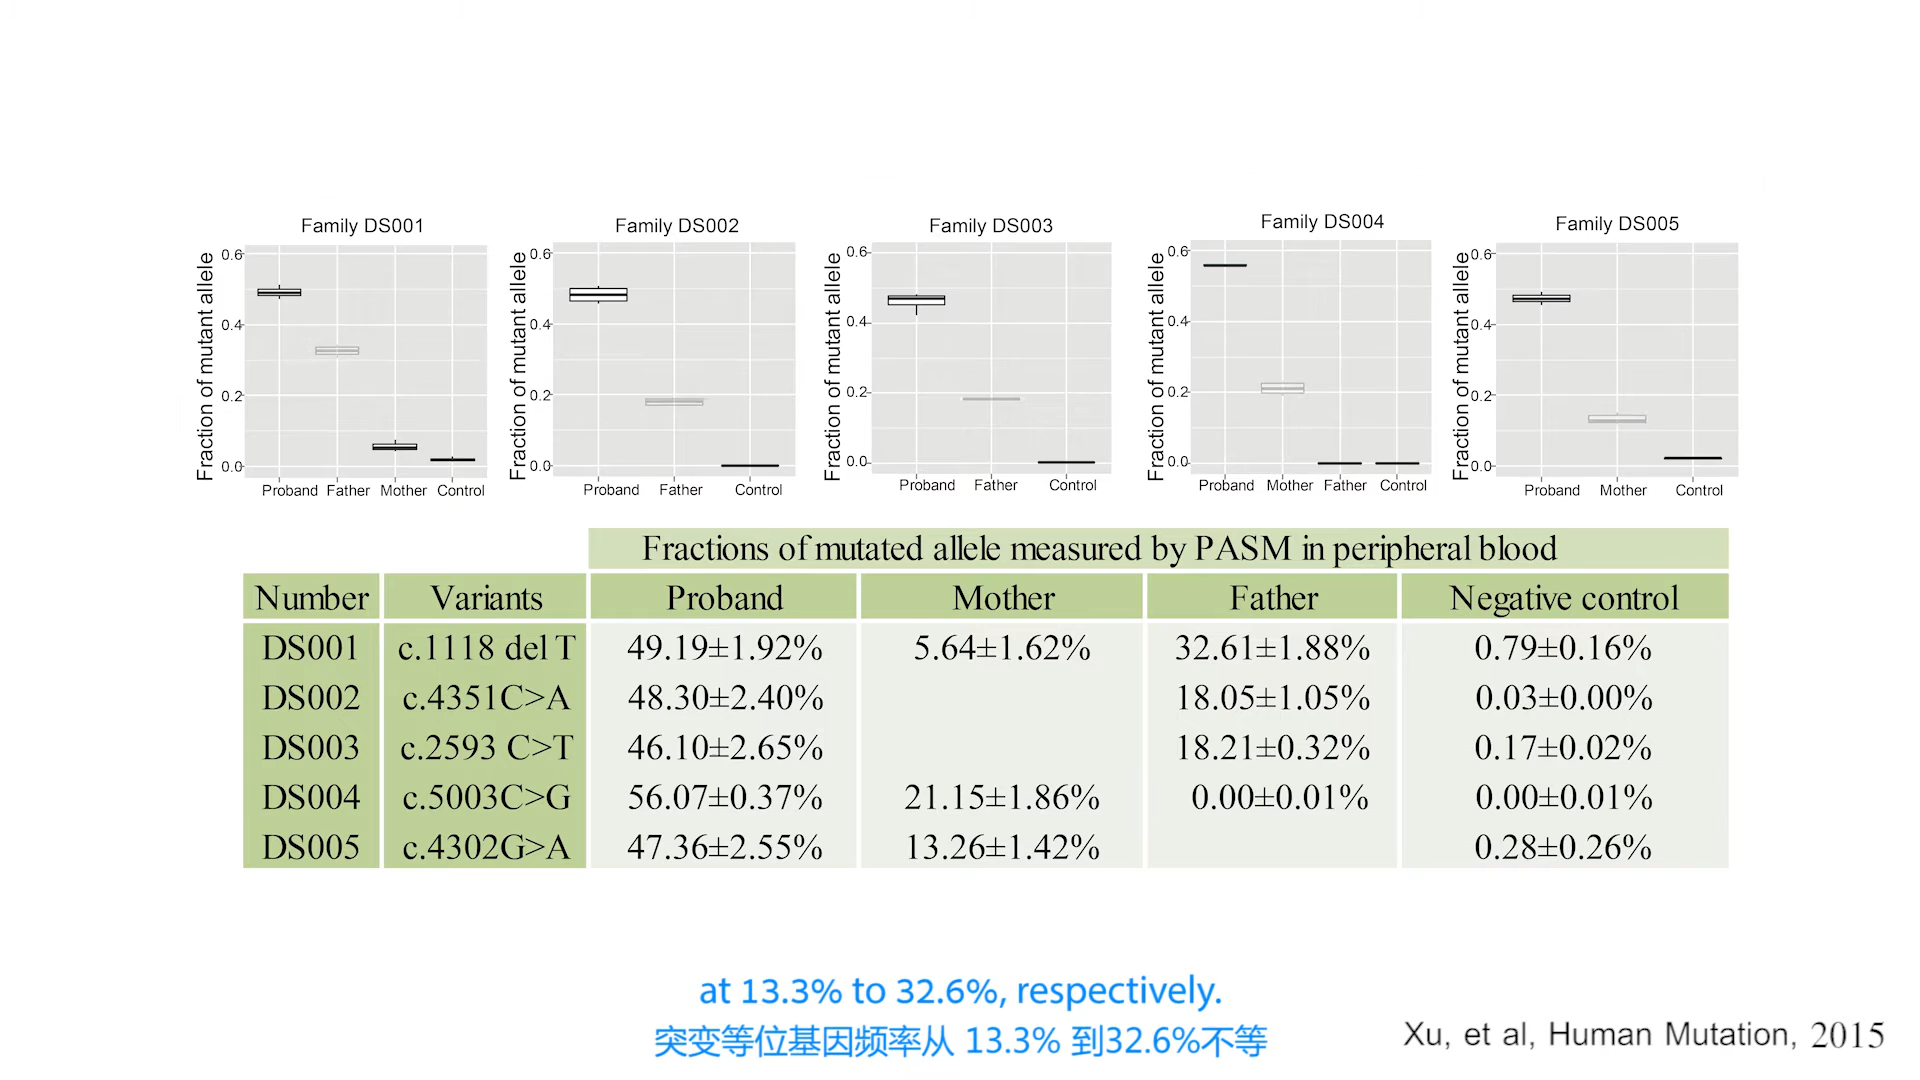 Family DS001
Family DS002
Family DS003
Family DS004
Family DS005
Fraction of mutant allele
0.6
0.4
0.2
0.0
Proband Father Mother Control
Fraction of mutant allele
0.6
0.4
0.2
0.0
Proband Father Control
Fraction of mutant allele
0.6
0.4
0.2
0.0
Proband Father Control
Fraction of mutant allele
0.6
0.4
0.2
0.0
Proband Mother Father Control
Fraction of mutant allele
0.6
0.4
0.2
0.0
Proband Mother Control
Fractions of mutated allele measured by PASM in peripheral blood
Number Variants Proband Mother Father Negative control
DS001 c.1118 del T 49.19±1.92% 5.64±1.62% 32.61±1.88% 0.79±0.16%
DS002 c.4351C>A 48.30±2.40% 18.05±1.05% 0.03±0.00%
DS003 c.2593 C>T 46.10±2.65% 18.21±0.32% 0.17±0.02%
DS004 c.5003C>G 56.07±0.37% 21.15±1.86% 0.00±0.01% 0.00±0.01%
DS005 c.4302G>A 47.36±2.55% 13.26±1.42% 0.28±0.26%
at 13.3% to 32.6%, respectively.
突变等位基因频率从 13.3% 到32.6%不等
Xu, et al, Human Mutation, 2015